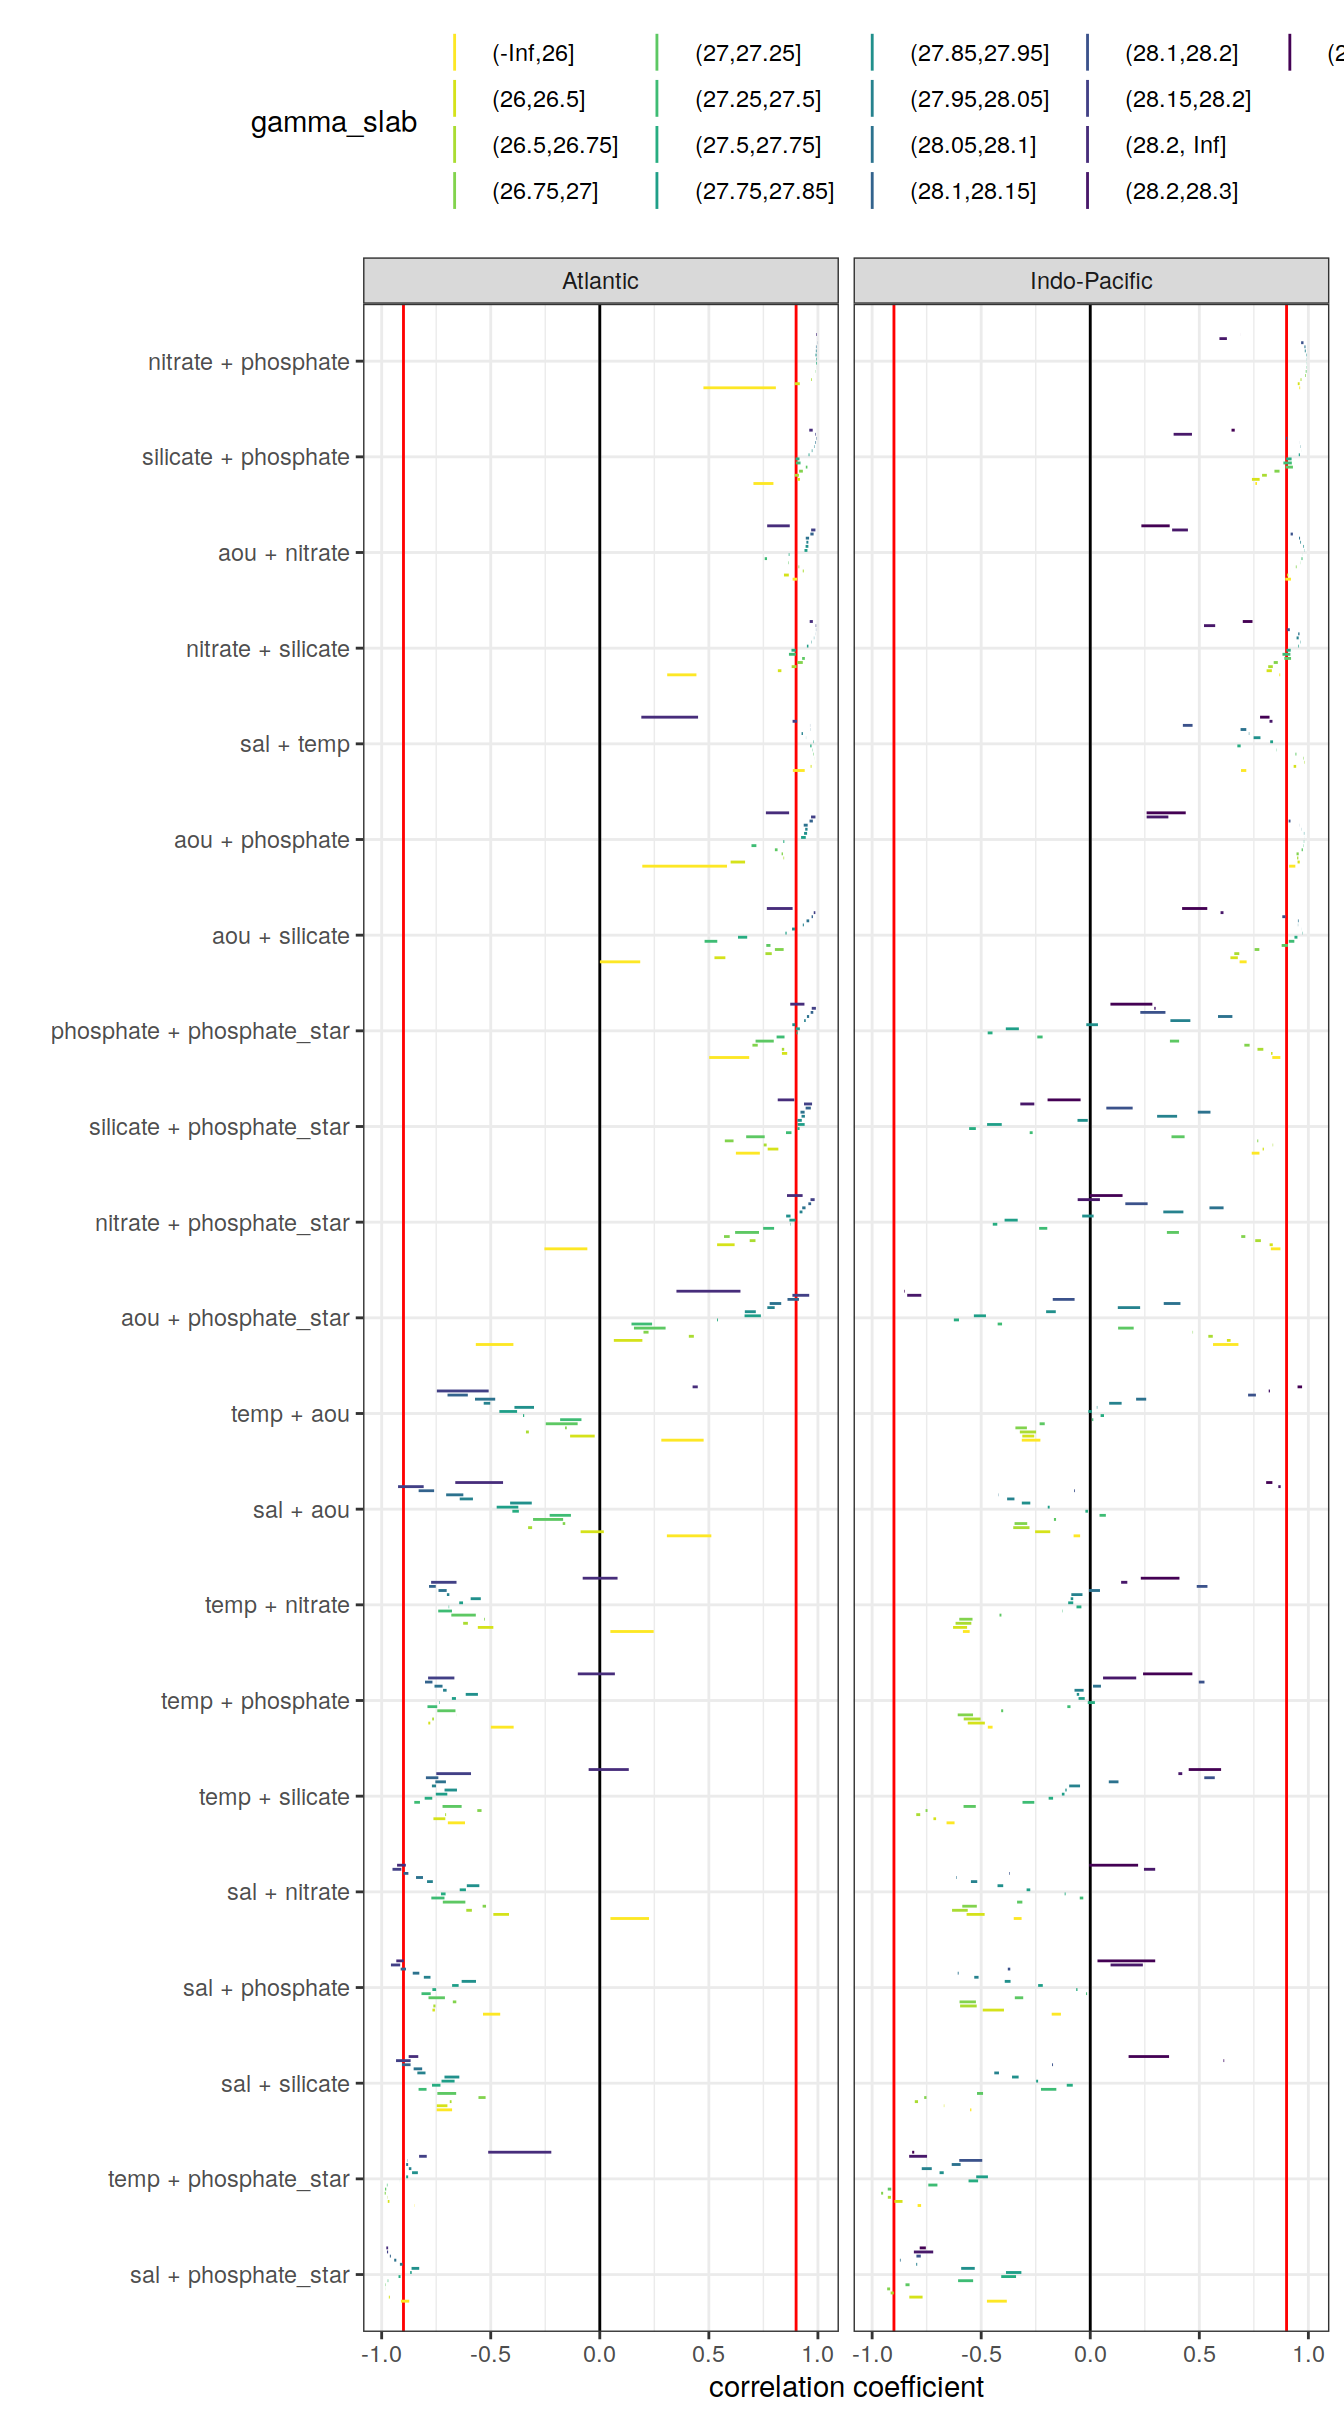 gamma_slab
(-Inf,26] (27,27.25] (27.85,27.95] (28.1,28.2]
(26,26.5] (27.25,27.5] (27.95,28.05] (28.15,28.2]
(26.5,26.75] (27.5,27.75] (28.05,28.1] (28.2, Inf]
(26.75,27] (27.75,27.85] (28.1,28.15] (28.2,28.3]
Atlantic Indo-Pacific
nitrate + phosphate
silicate + phosphate
aou + nitrate
nitrate + silicate
sal + temp
aou + phosphate
aou + silicate
phosphate + phosphate_star
silicate + phosphate_star
nitrate + phosphate_star
aou + phosphate_star
temp + aou
sal + aou
temp + nitrate
temp + phosphate
temp + silicate
sal + nitrate
sal + phosphate
sal + silicate
temp + phosphate_star
sal + phosphate_star
-1.0 -0.5 0.0 0.5 1.0 -1.0 -0.5 0.0 0.5 1.0
correlation coefficient